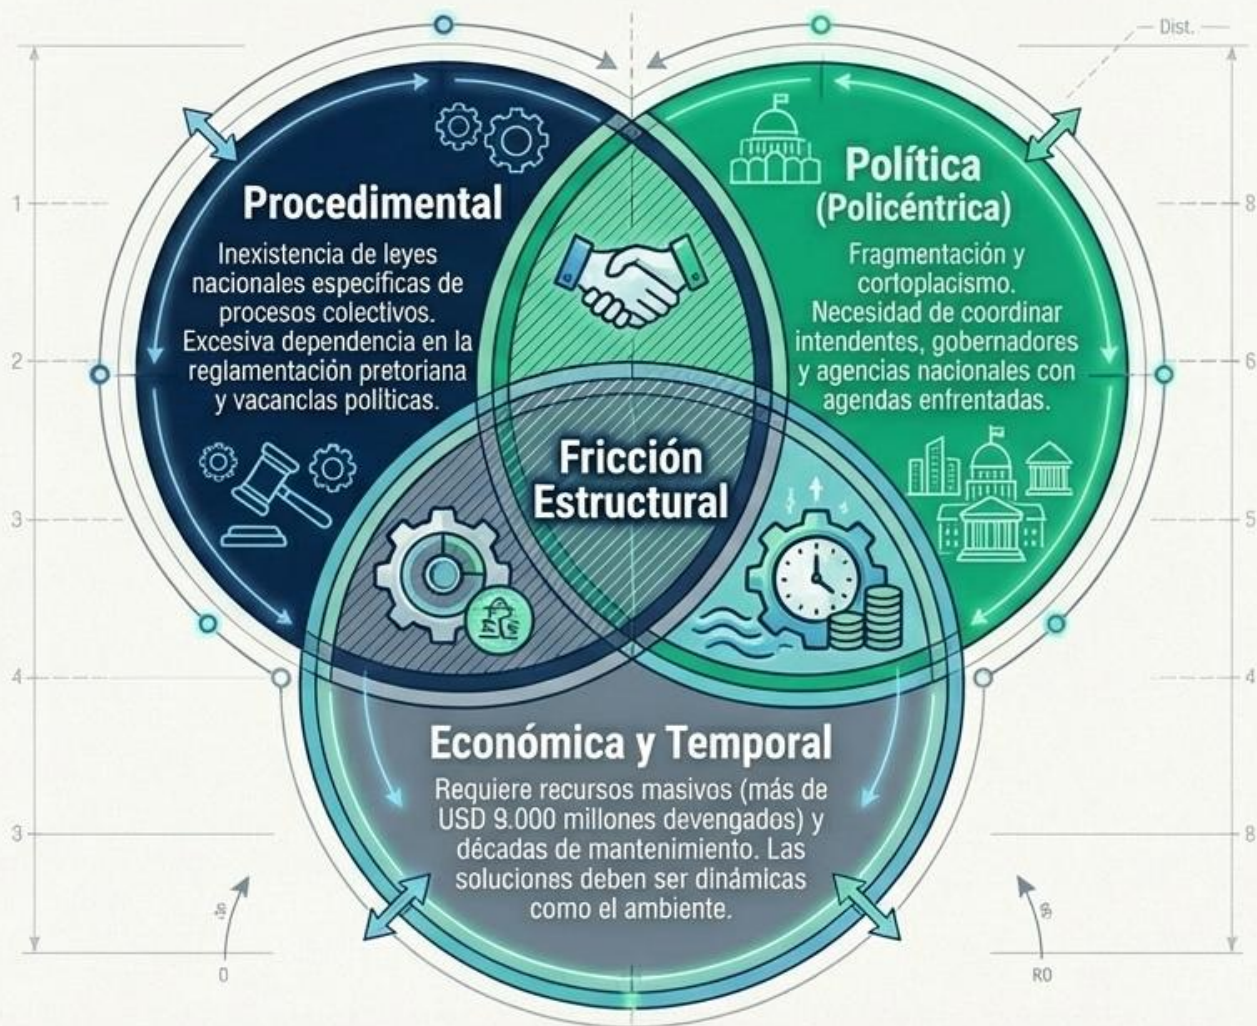 Dist.
Procedimental
Inexistencia de leyes
nacionales específicas de
procesos colectivos.
Excesiva dependencia en la
reglamentación pretoriana
y vacanclas políticas.
Política
(Policéntrica)
Fragmentación y
cortoplacismo.
Necesidad de coordinar
intendentes, gobernadores
y agencias nacionales con
agendas enfrentadas.
Fricción
Estructural
Económica y Temporal
Requiere recursos masivos (más de
USD 9.000 millones devengados) y
décadas de mantenimiento. Las
soluciones deben ser dinámicas
como el ambiente.
1
2
3
4
3
0
8
6
5
4
8
R0